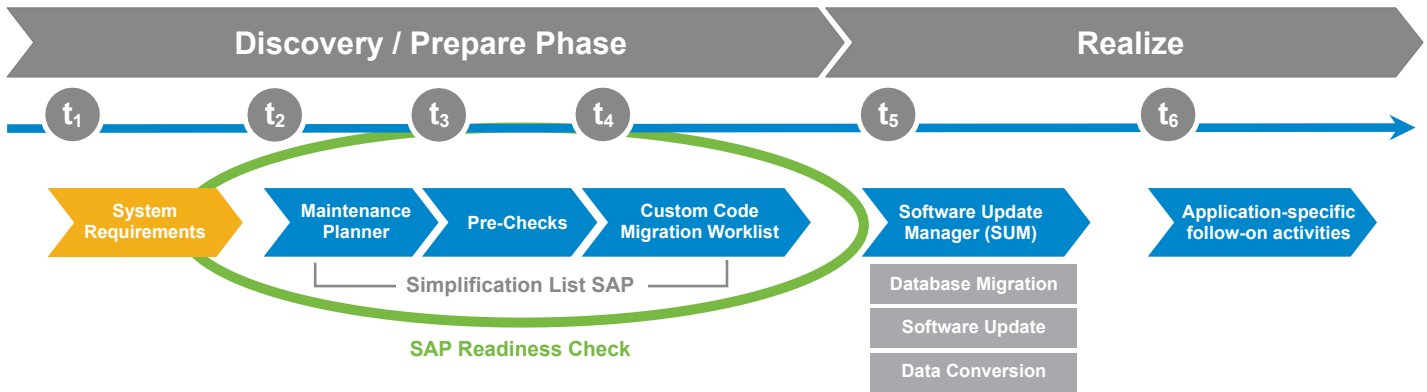 Discovery / Prepare Phase
Realize
t₁
t₂
t₃
t₄
t₅
t₆
System
Requirements
Maintenance
Planner
Pre-Checks
Custom Code
Migration Worklist
Software Update
Manager (SUM)
Application-specific
follow-on activities
Simplification List SAP
SAP Readiness Check
Database Migration
Software Update
Data Conversion